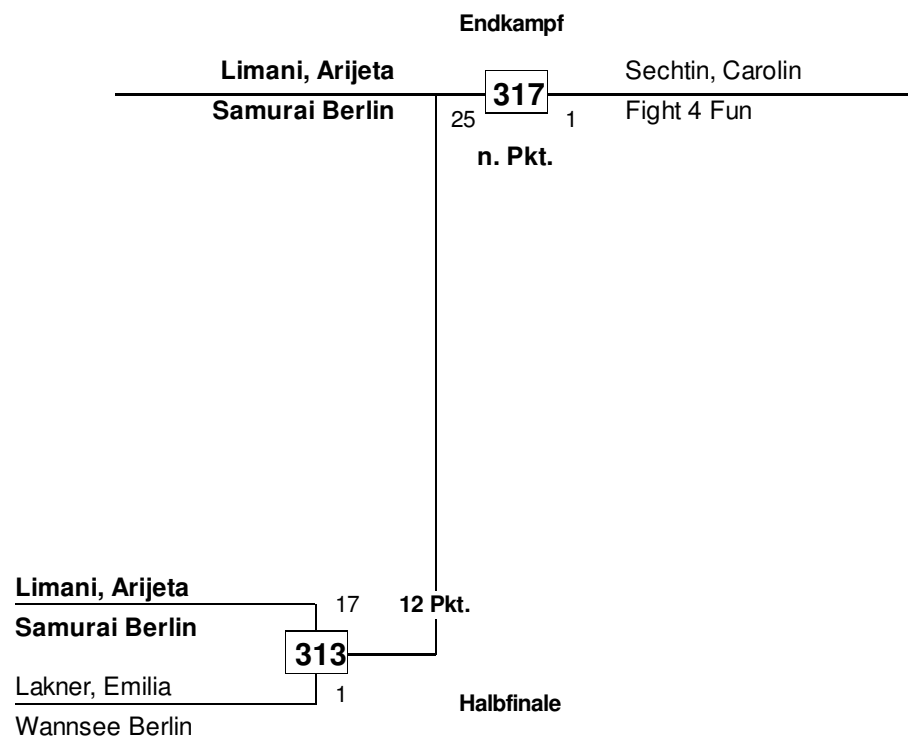 Endkampf
Limani, Arijeta
317
Sechtin, Carolin
Samurai Berlin
25
1
Fight 4 Fun
n. Pkt.
Limani, Arijeta
17
12 Pkt.
Samurai Berlin
313
Lakner, Emilia
1
Halbfinale
Wannsee Berlin